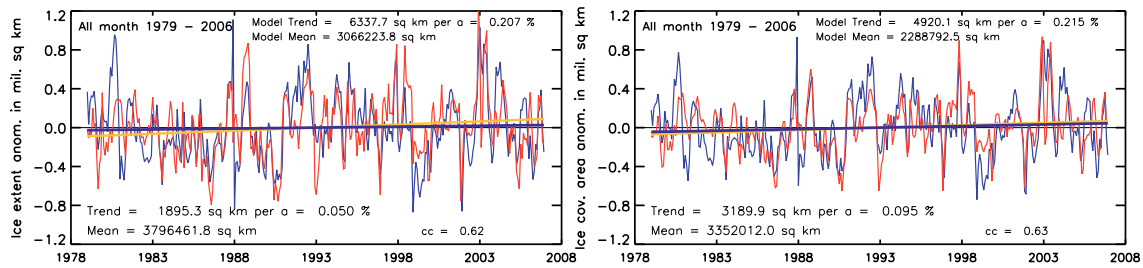 Ice extent anom. in mil. sq km
1.2
0.8
0.4
0.0
-0.4
-0.8
-1.2
All month 1979 - 2006
Model Trend = 6337.7 sq km per a = 0.207 %
Model Mean = 3066223.8 sq km
Trend = 1895.3 sq km per a = 0.050 %
Mean = 3796461.8 sq km
cc = 0.62
1978 1983 1988 1993 1998 2003 2008
Ice cov. area anom. in mil. sq km
1.2
0.8
0.4
0.0
-0.4
-0.8
-1.2
All month 1979 - 2006
Model Trend = 4920.1 sq km per a = 0.215 %
Model Mean = 2288792.5 sq km
Trend = 3189.9 sq km per a = 0.095 %
Mean = 3352012.0 sq km
cc = 0.63
1978 1983 1988 1993 1998 2003 2008